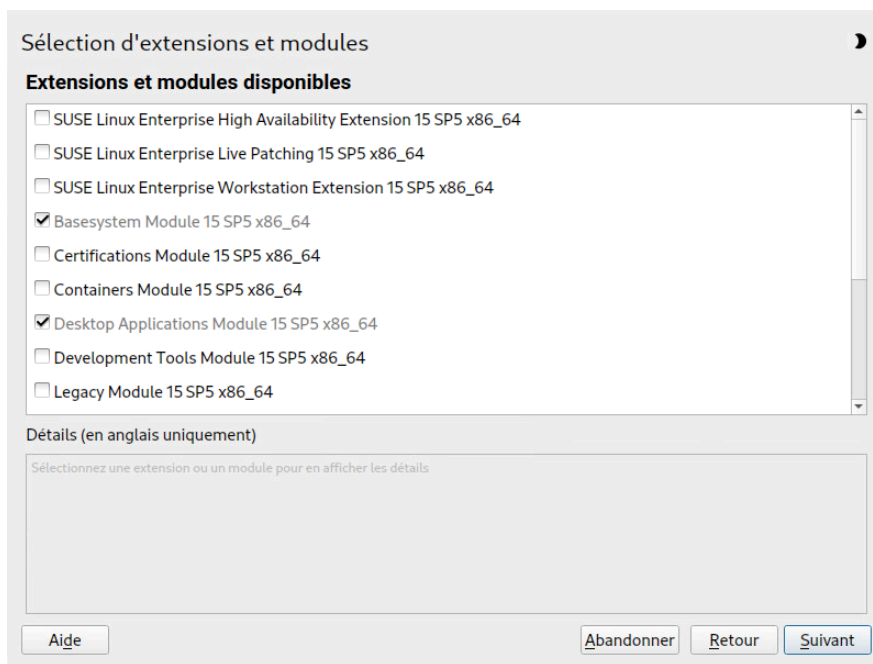 Sélection d'extensions et modules
Extensions et modules disponibles
SUSE Linux Enterprise High Availability Extension 15 SP5 x86_64
SUSE Linux Enterprise Live Patching 15 SP5 x86_64
SUSE Linux Enterprise Workstation Extension 15 SP5 x86_64
Basesystem Module 15 SP5 x86_64
Certifications Module 15 SP5 x86_64
Containers Module 15 SP5 x86_64
Desktop Applications Module 15 SP5 x86_64
Development Tools Module 15 SP5 x86_64
Legacy Module 15 SP5 x86_64
Détails (en anglais uniquement)
Sélectionnez une extension ou un module pour en afficher les détails
Aide Abandonner Retour Suivant